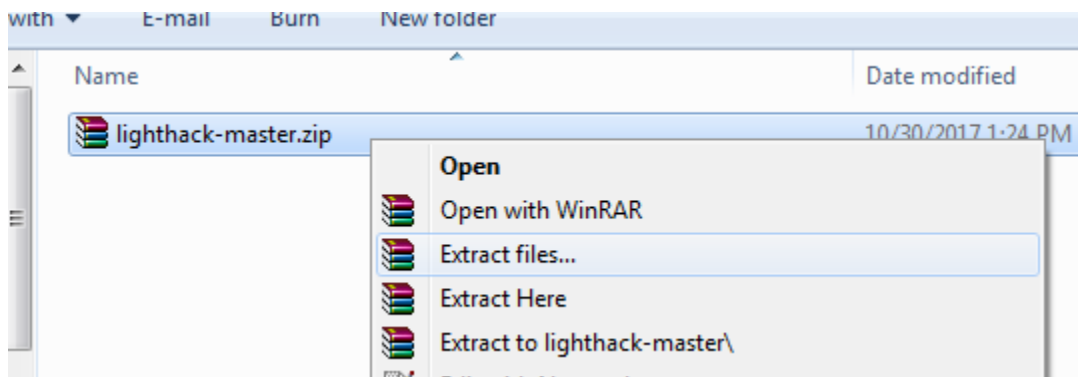 with E-mail Burn New folder
Name Date modified
lighthack-master.zip 10/30/2017 1:24 PM
Open
Open with WinRAR
Extract files...
Extract Here
Extract to lighthack-master\